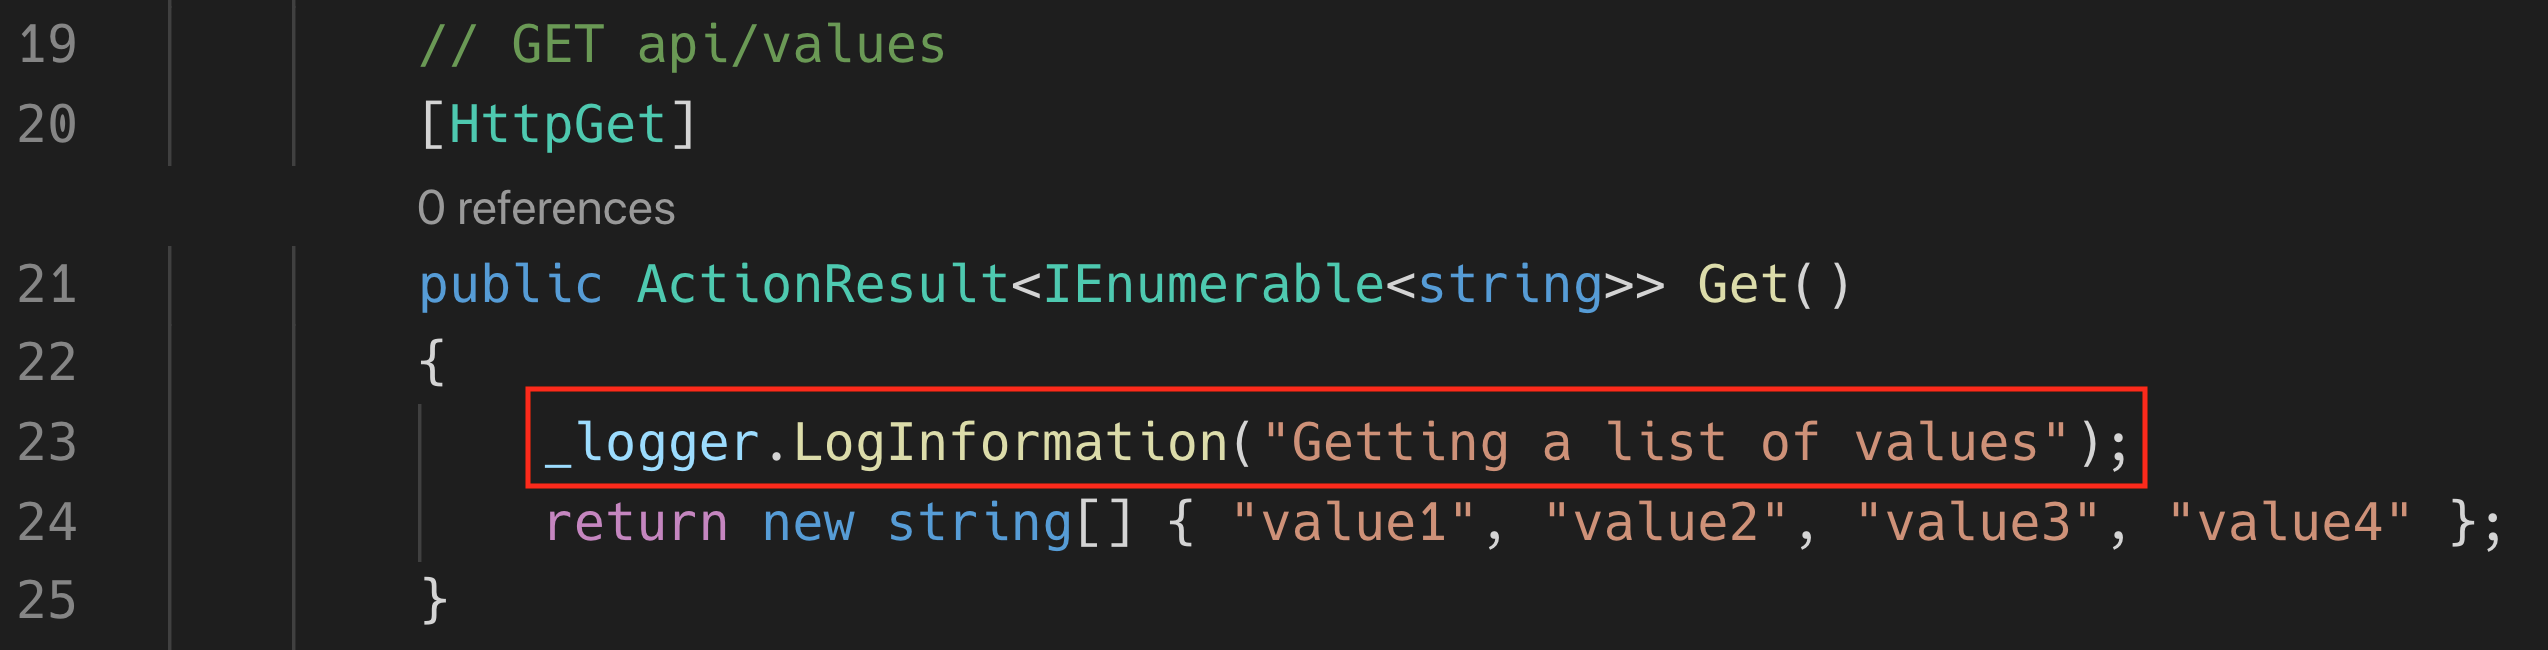 19 // GET api/values
20 [HttpGet]
0 references
21 public ActionResult<IEnumerable<string>> Get()
22 {
23 _logger.LogInformation("Getting a list of values");
24 return new string[] { "value1", "value2", "value3", "value4" };
25 }